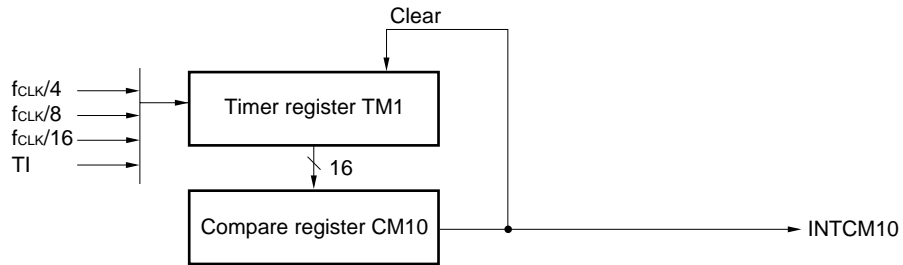 Clear
fCLK/4
fCLK/8
fCLK/16
TI
Timer register TM1
16
Compare register CM10
INTCM10